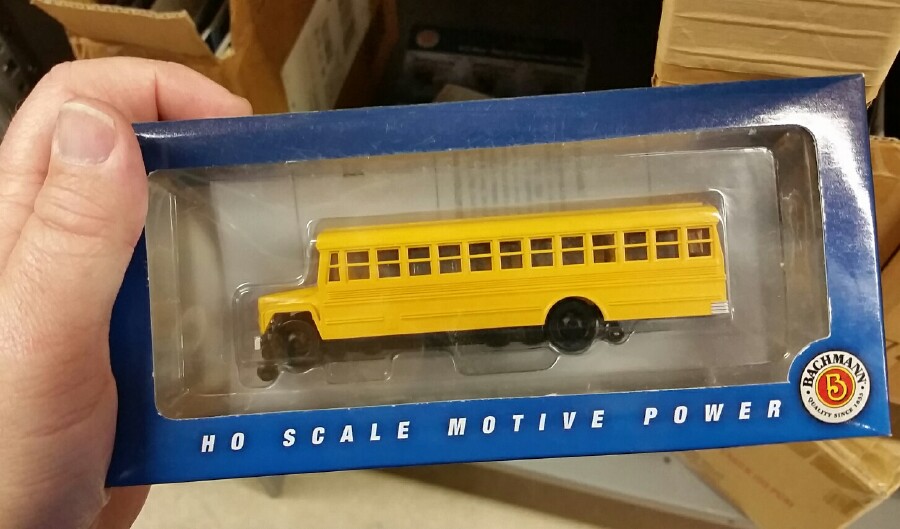 HO SCALE MOTIVE POWER
BACHMANN
B
QUALITY SINCE 1833